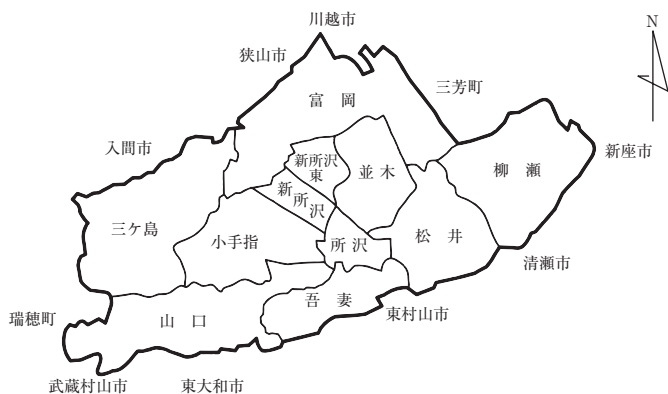 川越市
狭山市
N
三芳町
富岡
入間市
新座市
新所沢東
並木
柳瀬
新所沢
三ケ島
小手指
所沢
松井
清瀬市
吾妻
東村山市
瑞穂町
山口
武蔵村山市
東大和市